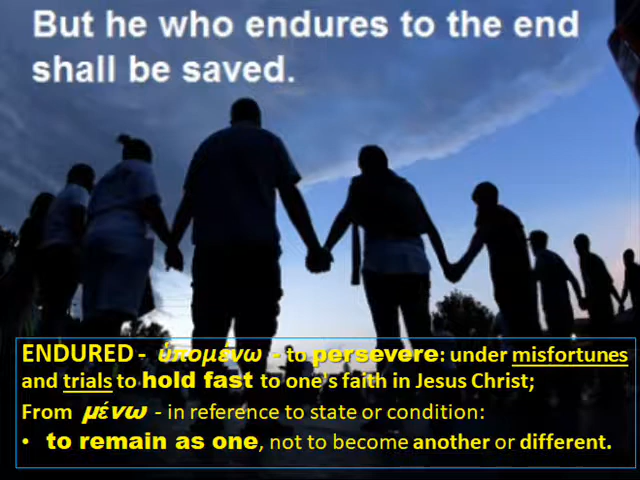 But he who endures to the end
shall be saved.
ENDURED - ὑπομένω - to persevere: under misfortunes
and trials to hold fast to one's faith in Jesus Christ;
From μένω - in reference to state or condition:
• to remain as one, not to become another or different.